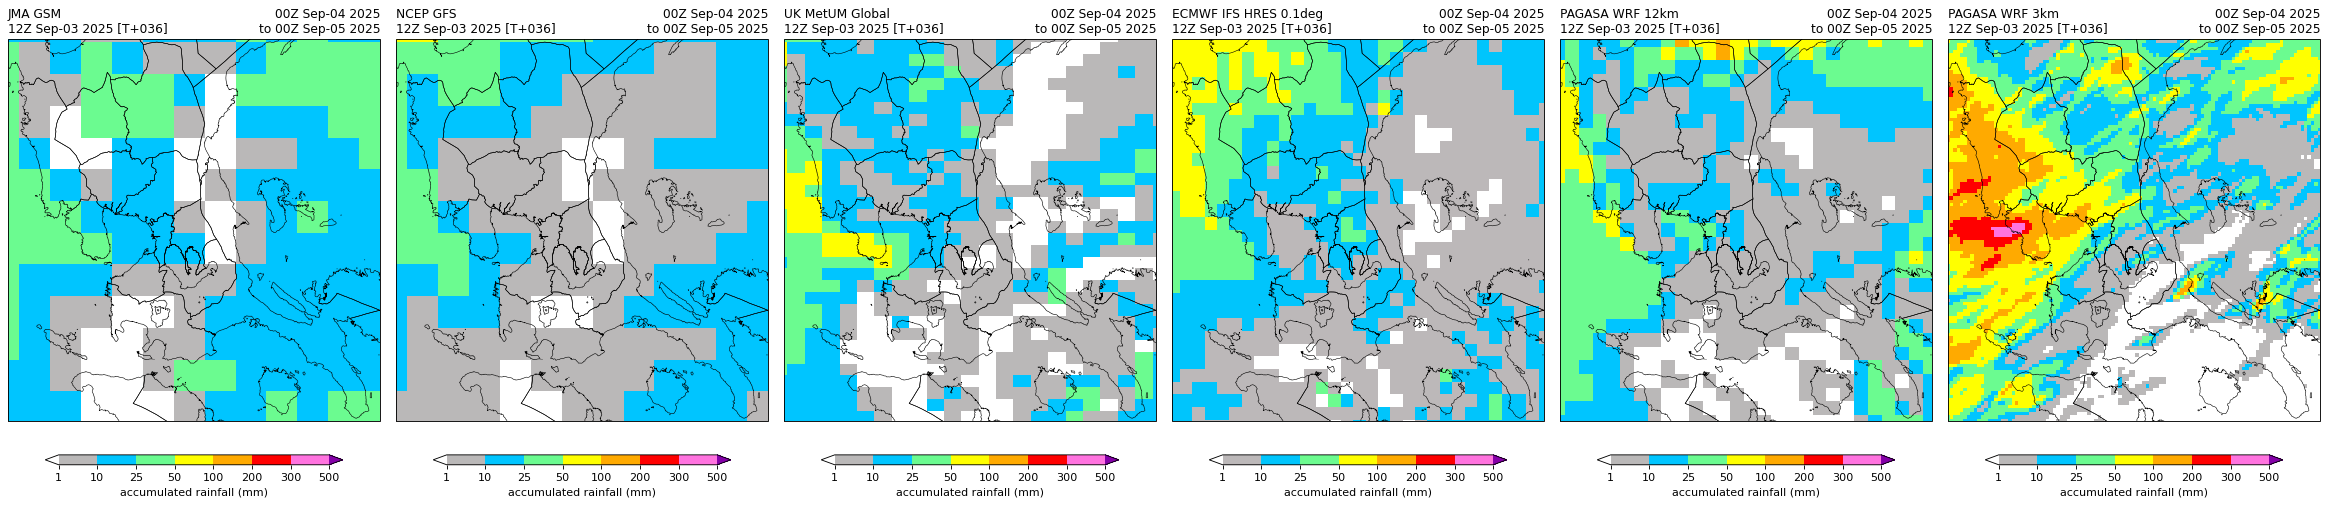 JMA GSM 00Z Sep-04 2025
12Z Sep-03 2025 [T+036] to 00Z Sep-05 2025
1 10 25 50 100 200 300 500
accumulated rainfall (mm)
NCEP GFS 00Z Sep-04 2025
12Z Sep-03 2025 [T+036] to 00Z Sep-05 2025
1 10 25 50 100 200 300 500
accumulated rainfall (mm)
UK MetUM Global 00Z Sep-04 2025
12Z Sep-03 2025 [T+036] to 00Z Sep-05 2025
1 10 25 50 100 200 300 500
accumulated rainfall (mm)
ECMWF IFS HRES 0.1deg 00Z Sep-04 2025
12Z Sep-03 2025 [T+036] to 00Z Sep-05 2025
1 10 25 50 100 200 300 500
accumulated rainfall (mm)
PAGASA WRF 12km 00Z Sep-04 2025
12Z Sep-03 2025 [T+036] to 00Z Sep-05 2025
1 10 25 50 100 200 300 500
accumulated rainfall (mm)
PAGASA WRF 3km 00Z Sep-04 2025
12Z Sep-03 2025 [T+036] to 00Z Sep-05 2025
1 10 25 50 100 200 300 500
accumulated rainfall (mm)